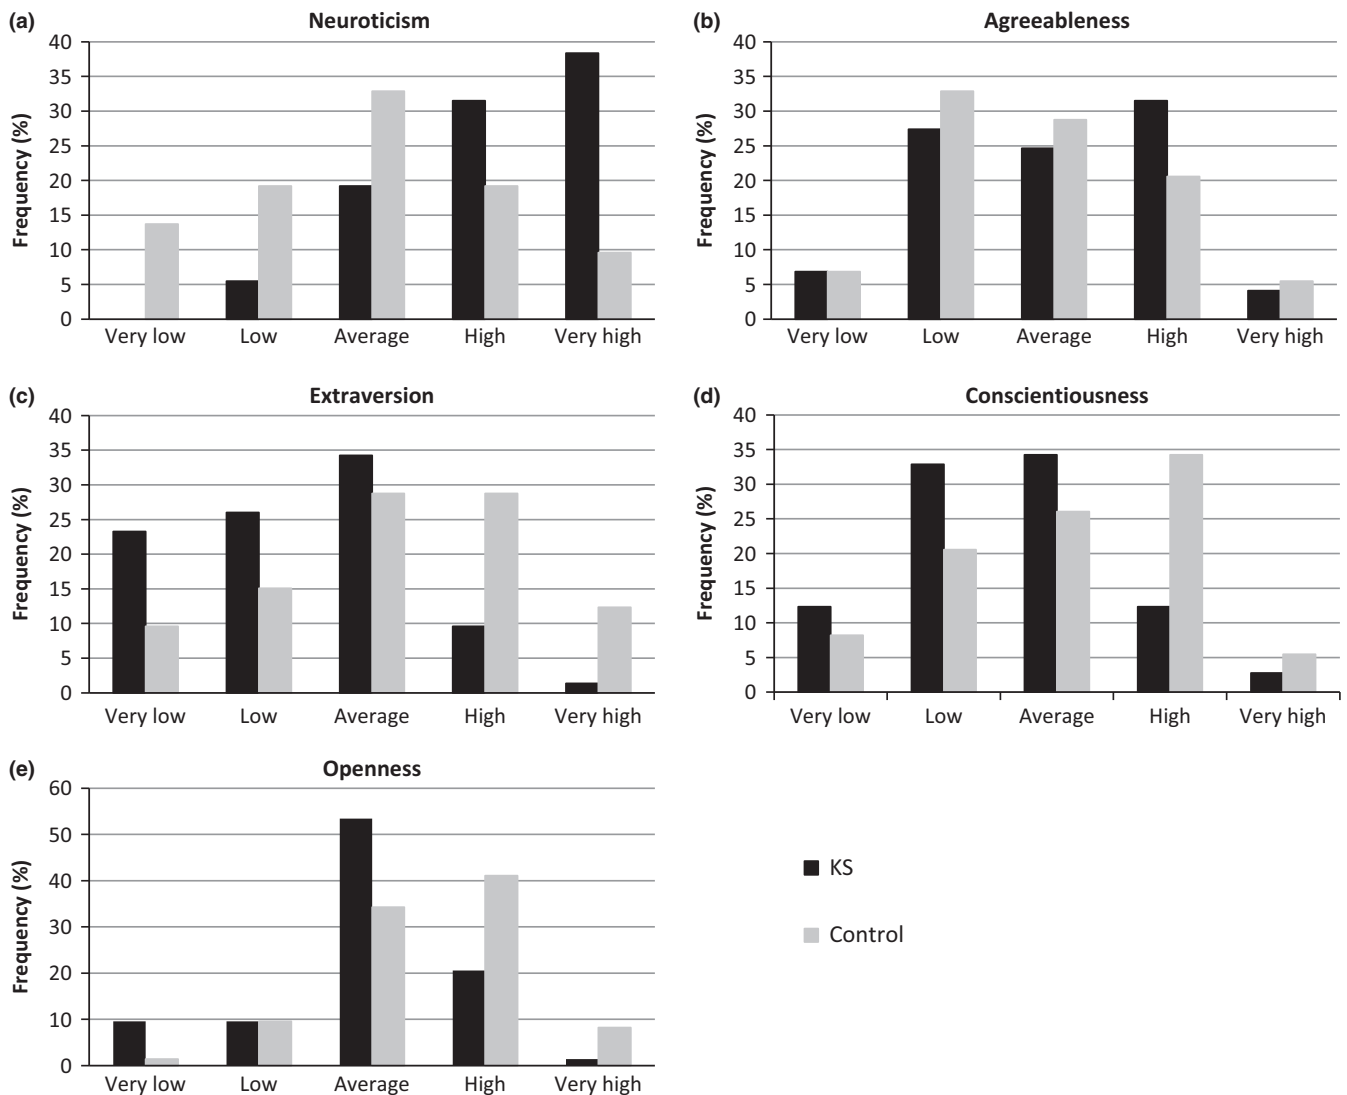 (a) Neuroticism
40
35
30
25
20
15
10
5
0
Frequency (%)
Very low Low Average High Very high
(b) Agreeableness
40
35
30
25
20
15
10
5
0
Frequency (%)
Very low Low Average High Very high
(c) Extraversion
40
35
30
25
20
15
10
5
0
Frequency (%)
Very low Low Average High Very high
(d) Conscientiousness
40
35
30
25
20
15
10
5
0
Frequency (%)
Very low Low Average High Very high
(e) Openness
60
50
40
30
20
10
0
Frequency (%)
Very low Low Average High Very high
KS
Control